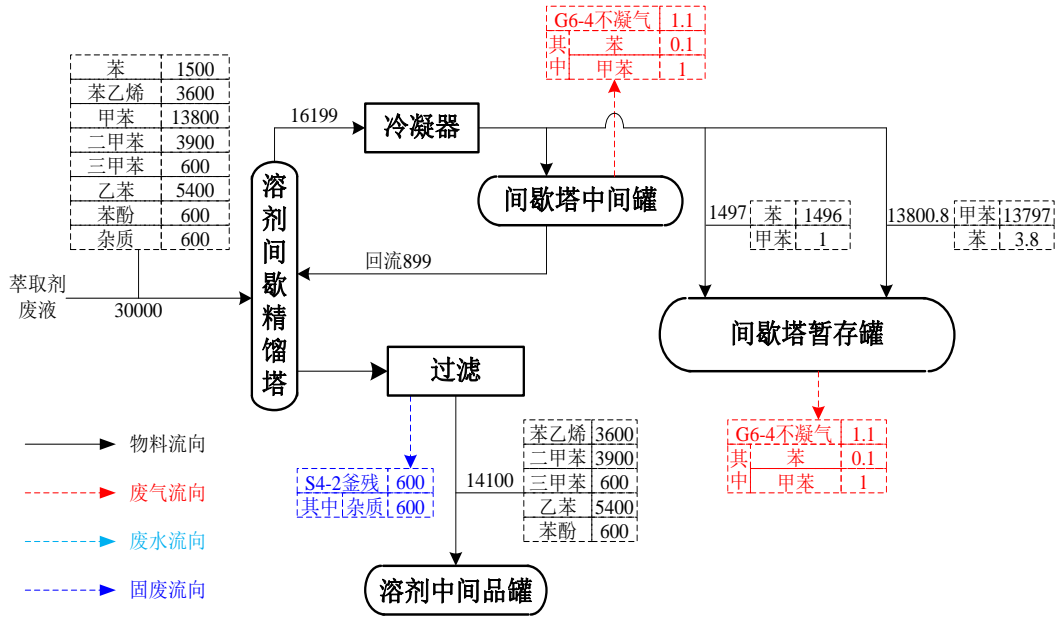 G6-4不凝气 1.1
其中 苯 0.1
甲苯 1
苯 1500
苯乙烯 3600
甲苯 13800
二甲苯 3900
三甲苯 600
乙苯 5400
苯酚 600
杂质 600
16199
冷凝器
溶剂间歇精馏塔
间歇塔中间罐
1497
苯 1496
甲苯 1
13800.8
甲苯 13797
苯 3.8
回流899
萃取剂
废液
30000
间歇塔暂存罐
过滤
G6-4不凝气 1.1
其中 苯 0.1
甲苯 1
S4-2釜残 600
其中 杂质 600
14100
苯乙烯 3600
二甲苯 3900
三甲苯 600
乙苯 5400
苯酚 600
溶剂中间品罐
物料流向
废气流向
废水流向
固废流向